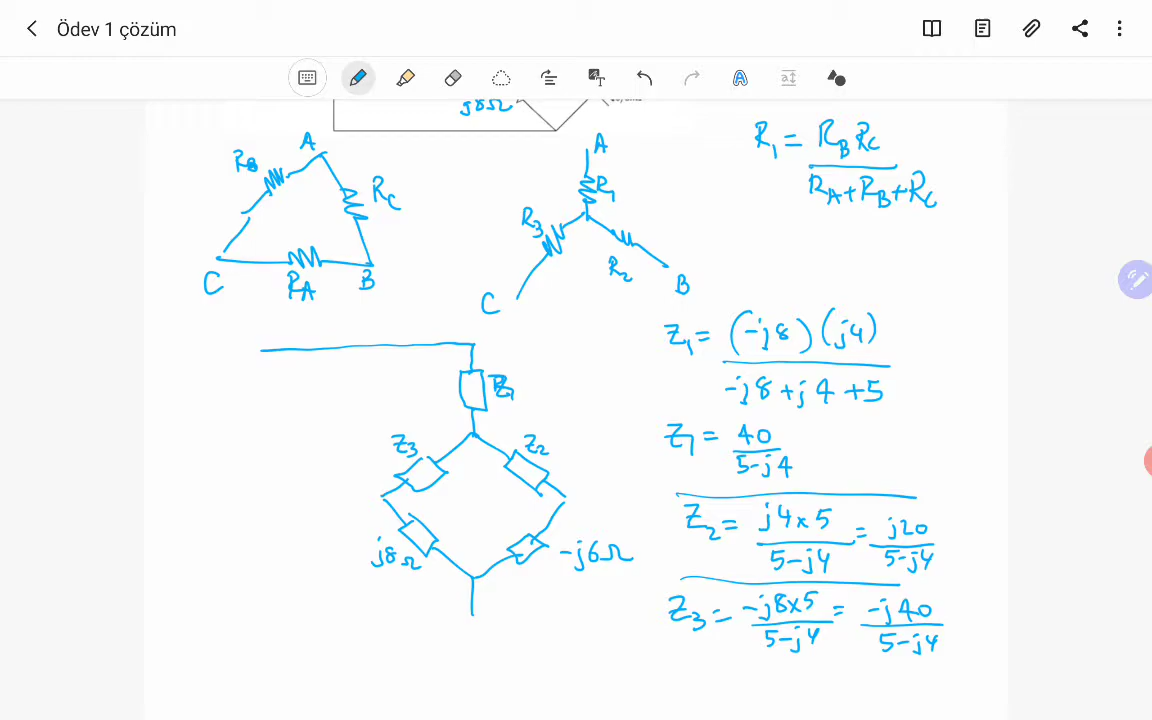 Ödev 1 çözüm
j8Ω
A
R_B
R_C
C
R_A
B
A
R_1
R_3
R_2
C
B
R_1 = R_B R_C / (R_A + R_B + R_C)
Z_1
Z_3
Z_2
j8Ω
-j6Ω
Z_1 = (-j8)(j4) / (-j8 + j4 + 5)
Z_1 = 40 / (5-j4)
Z_2 = j4×5 / (5-j4) = j20 / (5-j4)
Z_3 = -j8×5 / (5-j4) = -j40 / (5-j4)